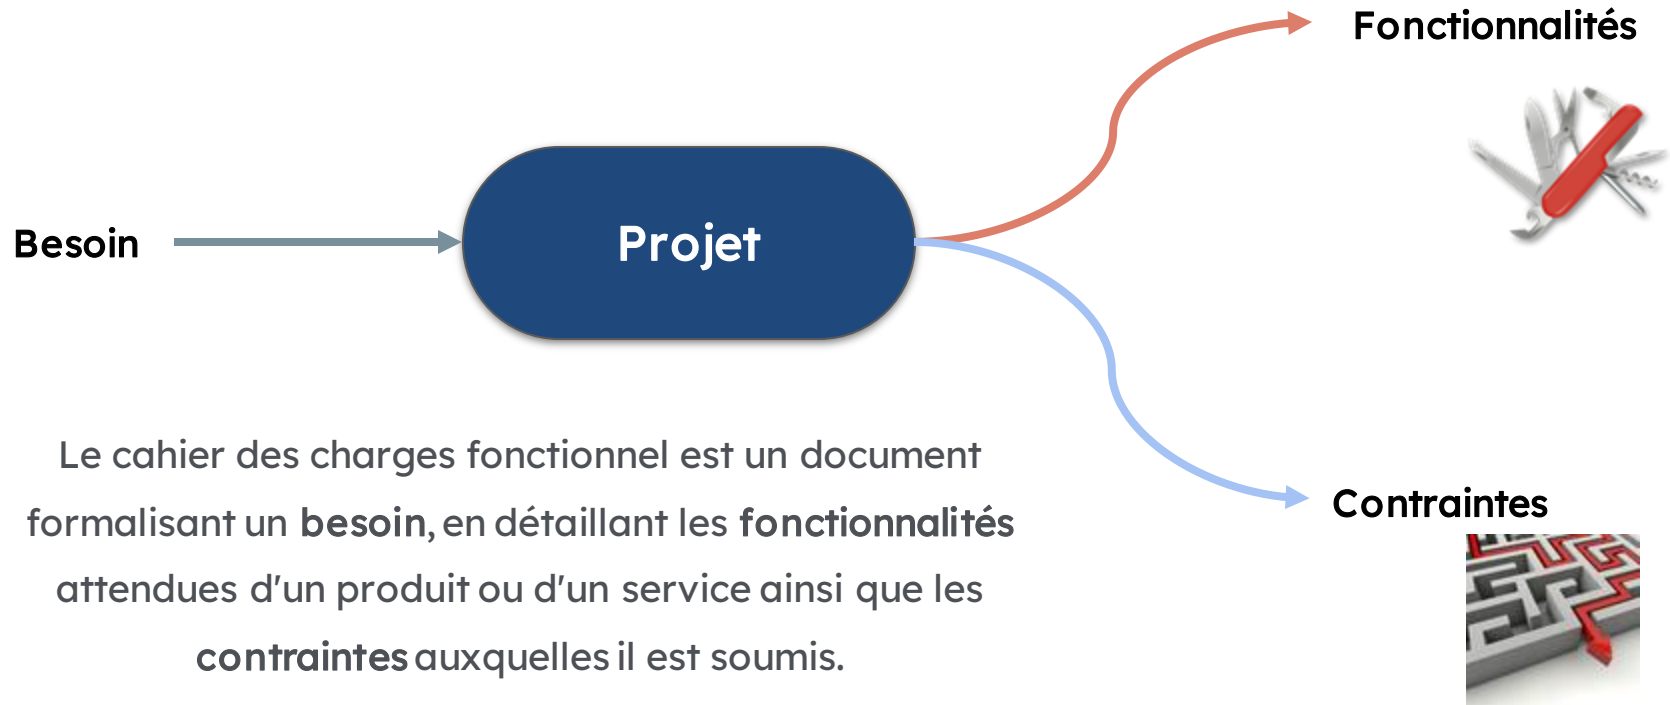 Fonctionnalités
Besoin
Projet
Le cahier des charges fonctionnel est un document
formalisant un besoin, en détaillant les fonctionnalités
attendues d'un produit ou d'un service ainsi que les
contraintes auxquelles il est soumis.
Contraintes